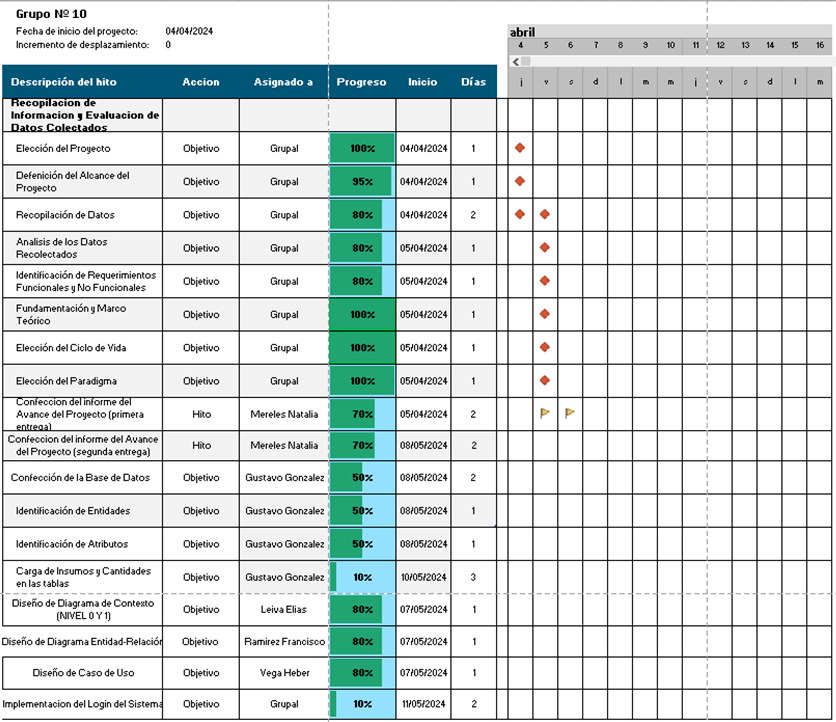 Grupo Nº 10
Fecha de inicio del proyecto: 04/04/2024
Incremento de desplazamiento: 0
abril
4 5 6 7 8 9 10 11 12 13 14 15 16
Descripción del hito Accion Asignado a Progreso Inicio Días j v s d l m m j v s d l m
Recopilacion de
Informacion y Evaluacion de
Datos Colectados
Elección del Proyecto Objetivo Grupal 100% 04/04/2024 1
Defenición del Alcance del
Proyecto Objetivo Grupal 95% 04/04/2024 1
Recopilación de Datos Objetivo Grupal 80% 04/04/2024 2
Analisis de los Datos
Recolectados Objetivo Grupal 80% 05/04/2024 1
Identificación de Requerimientos
Funcionales y No Funcionales Objetivo Grupal 80% 05/04/2024 1
Fundamentación y Marco
Teórico Objetivo Grupal 100% 05/04/2024 1
Elección del Ciclo de Vida Objetivo Grupal 100% 05/04/2024 1
Elección del Paradigma Objetivo Grupal 100% 05/04/2024 1
Confección del informe del
Avance del Proyecto (primera
entrega) Hito Mereles Natalia 70% 05/04/2024 2
Confeccion del informe del Avance
del Proyecto (segunda entrega) Hito Mereles Natalia 70% 08/05/2024 2
Confección de la Base de Datos Objetivo Gustavo Gonzalez 50% 08/05/2024 2
Identificación de Entidades Objetivo Gustavo Gonzalez 50% 08/05/2024 1
Identificación de Atributos Objetivo Gustavo Gonzalez 50% 08/05/2024 1
Carga de Insumos y Cantidades
en las tablas Objetivo Gustavo Gonzalez 10% 10/05/2024 3
Diseño de Diagrama de Contexto
(NIVEL 0 Y 1) Objetivo Leiva Elias 80% 07/05/2024 1
Diseño de Diagrama Entidad-Relación Objetivo Ramirez Francisco 80% 07/05/2024 1
Diseño de Caso de Uso Objetivo Vega Heber 80% 07/05/2024 1
Implementacion del Login del Sistema Objetivo Grupal 10% 11/05/2024 2